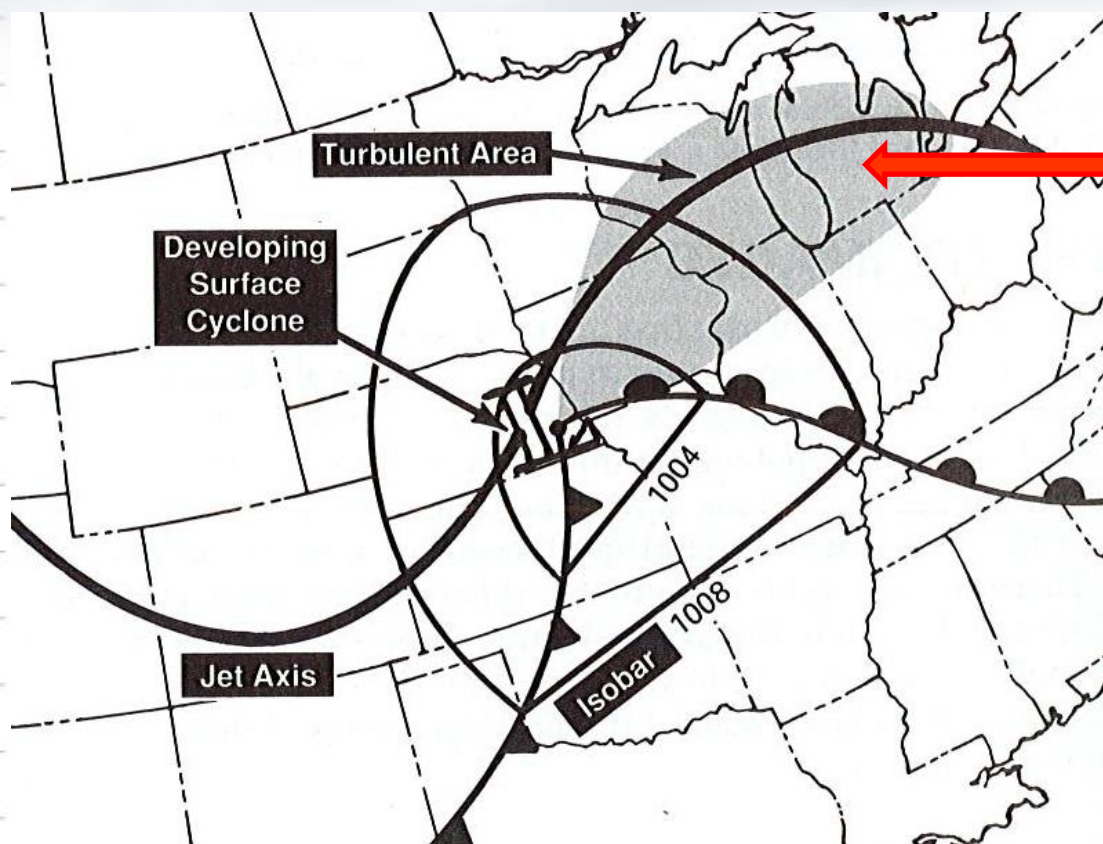 Turbulent Area
Developing
Surface
Cyclone
1004
1008
Isobar
Jet Axis